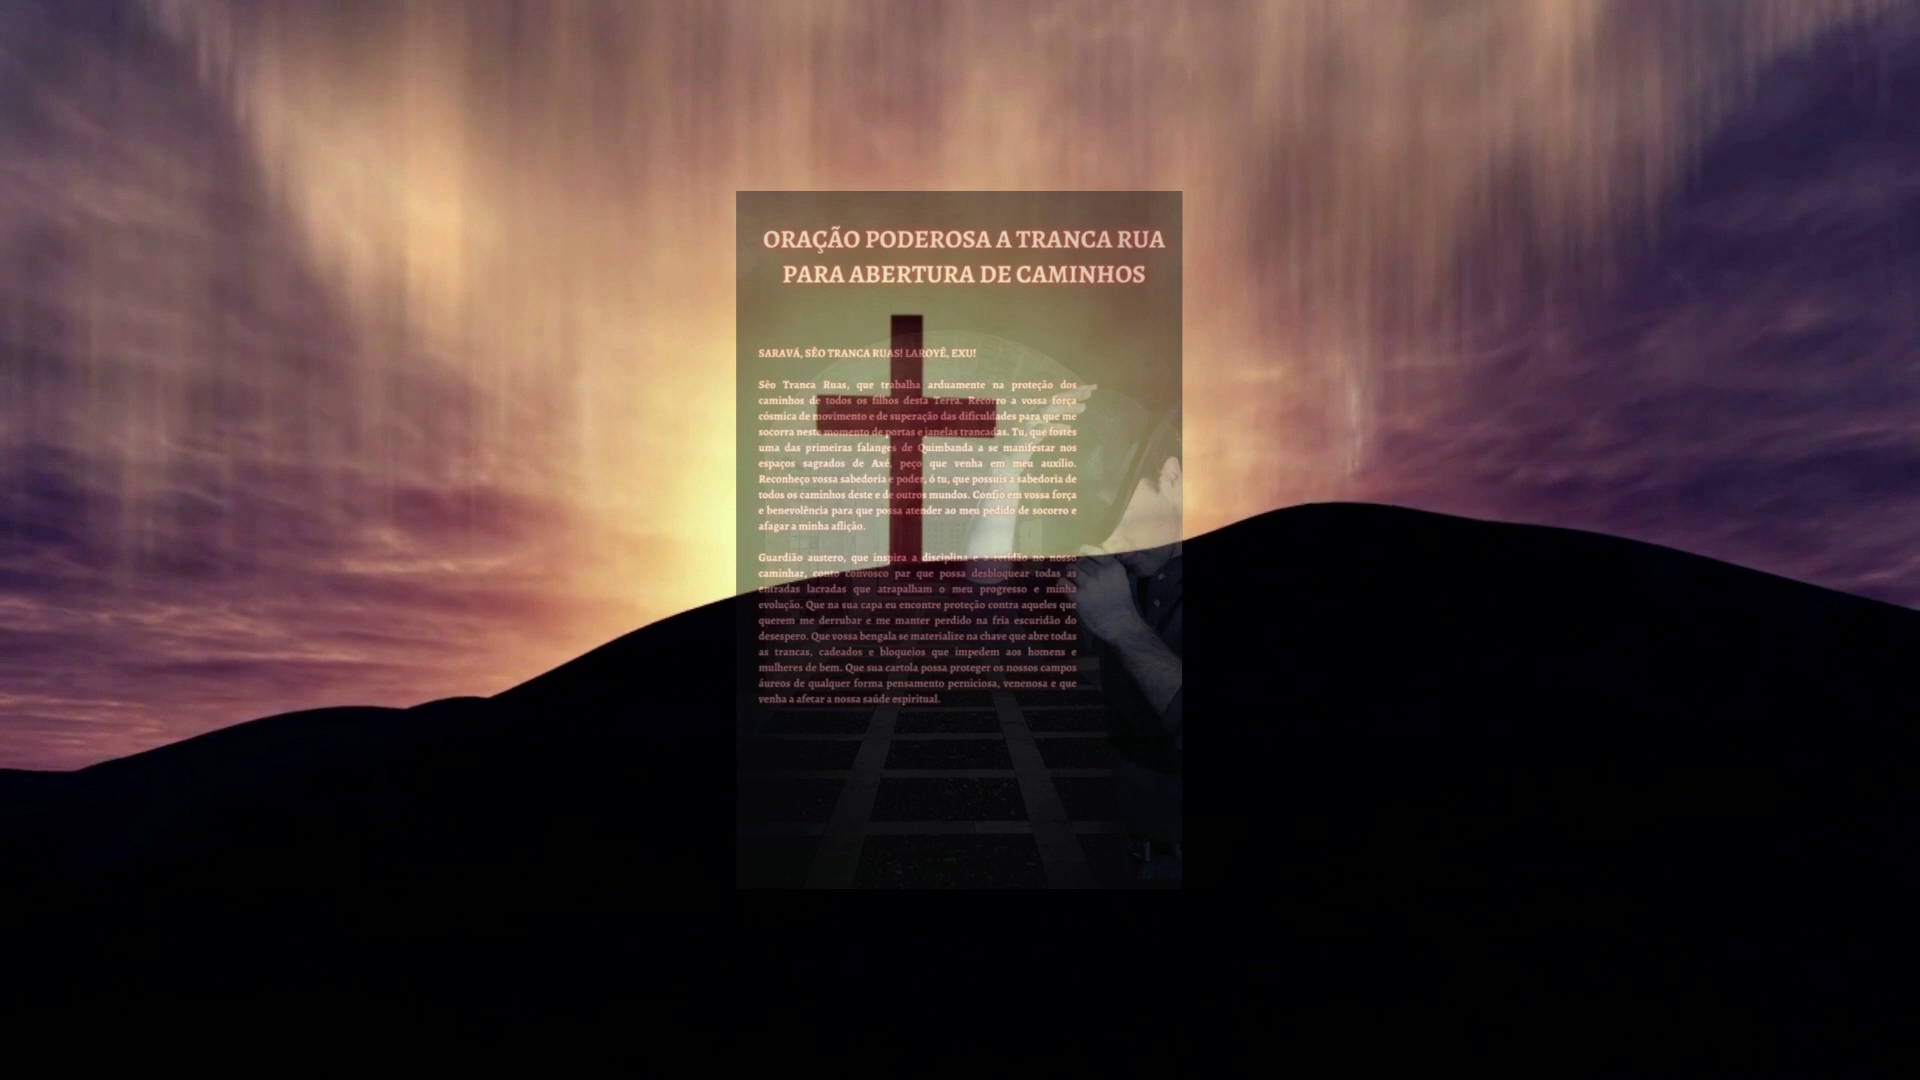 ORAÇÃO PODEROSA A TRANCA RUA
PARA ABERTURA DE CAMINHOS
SARAVÁ, SÊO TRANCA RUAS! LAROYÊ, EXU!
Sêo Tranca Ruas, que trabalha arduamente na proteção dos
caminhos de todos os filhos desta Terra. Recorro a vossa força
cósmica de movimento e de superação das dificuldades para que me
socorra neste momento de portas e janelas trancadas. Tu, que fostes
uma das primeiras falanges de Quimbanda a se manifestar nos
espaços sagrados de Axé, peço que venha em meu auxílio.
Reconheço vossa sabedoria e poder, ó tu, que possuis a sabedoria de
todos os caminhos deste e de outros mundos. Confio em vossa força
e benevolência para que possa atender ao meu pedido de socorro e
afagar a minha aflição.
Guardião austero, que inspira a disciplina e a retidão no nosso
caminhar, conto convosco par que possa desbloquear todas as
entradas lacradas que atrapalham o meu progresso e minha
evolução. Que na sua capa eu encontre proteção contra aqueles que
querem me derrubar e me manter perdido na fria escuridão do
desespero. Que vossa bengala se materialize na chave que abre todas
as trancas, cadeados e bloqueios que impedem aos homens e
mulheres de bem. Que sua cartola possa proteger os nossos campos
áureos de qualquer forma pensamento perniciosa, venenosa e que
venha a afetar a nossa saúde espiritual.